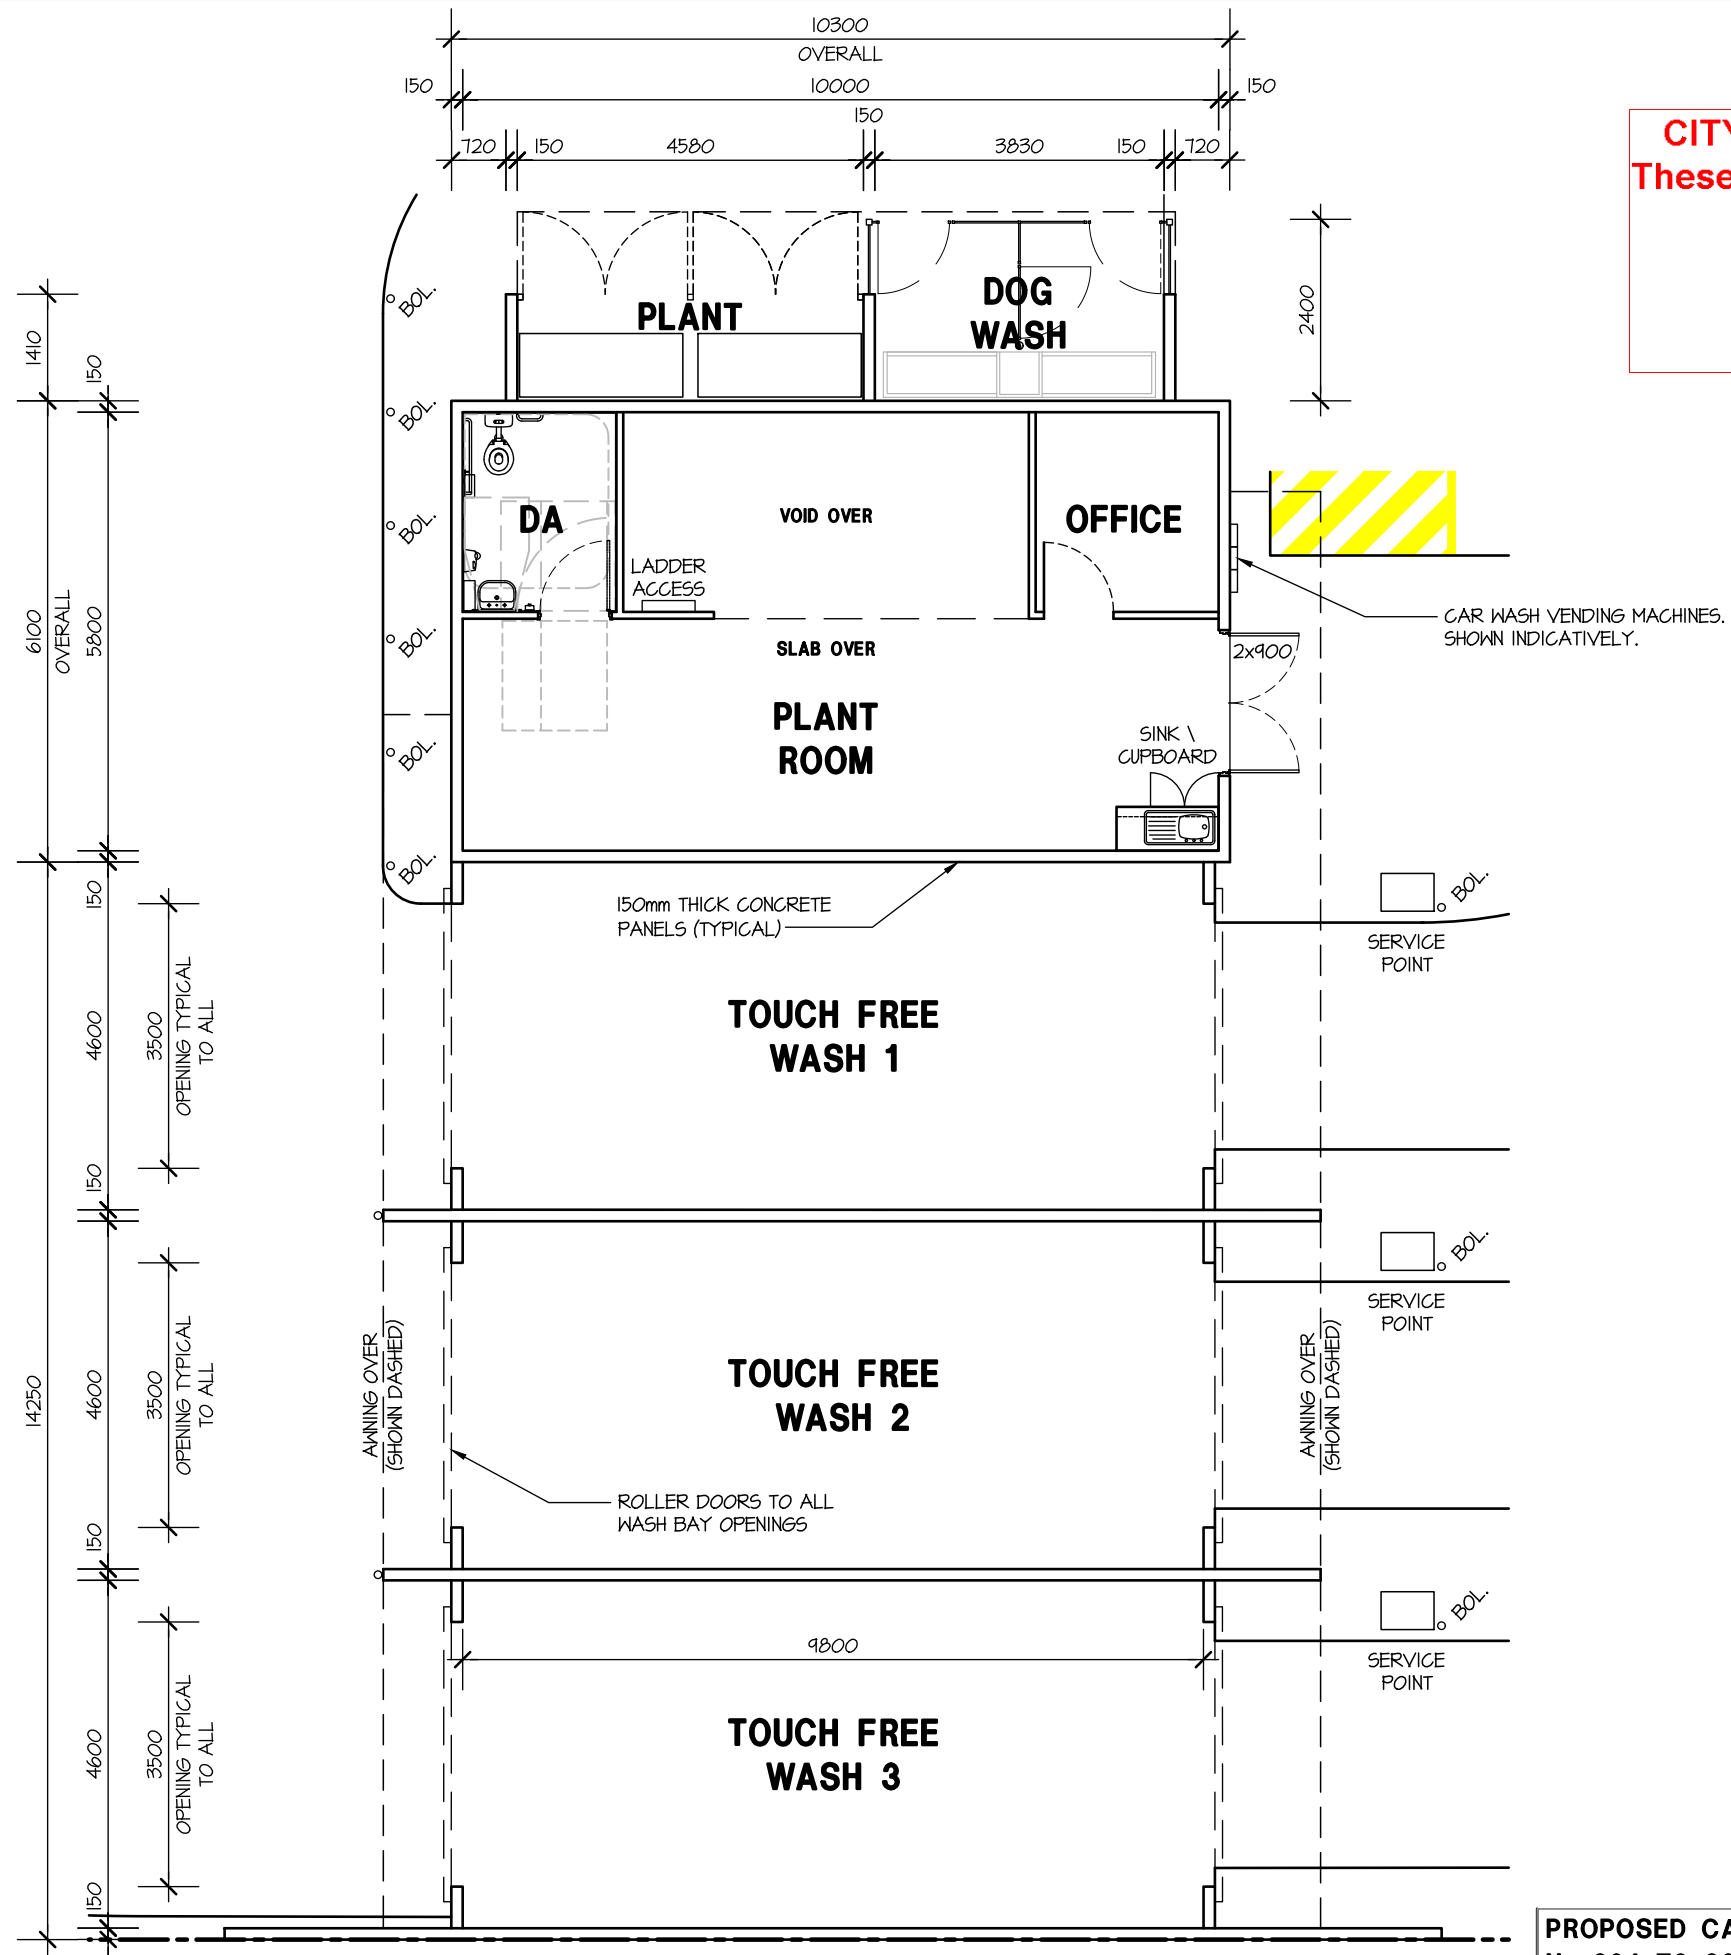 10300
OVERALL
150 10000 150
150
720 150 4580 3830 150 720
CITY
These
BOL.
PLANT
DOG
WASH
2400
1410
150
BOL.
BOL.
DA
VOID OVER
OFFICE
LADDER
ACCESS
6100
OVERALL
5800
BOL.
SLAB OVER
2x900
CAR WASH VENDING MACHINES.
SHOWN INDICATIVELY.
PLANT
ROOM
SINK \
CUPBOARD
BOL.
BOL.
150
150mm THICK CONCRETE
PANELS (TYPICAL)
BOL.
SERVICE
POINT
4600
3500
OPENING TYPICAL
TO ALL
TOUCH FREE
WASH 1
150
BOL.
SERVICE
POINT
14250
4600
3500
OPENING TYPICAL
TO ALL
AWNING OVER
(SHOWN DASHED)
TOUCH FREE
WASH 2
AWNING OVER
(SHOWN DASHED)
ROLLER DOORS TO ALL
WASH BAY OPENINGS
150
BOL.
SERVICE
POINT
9800
4600
3500
OPENING TYPICAL
TO ALL
TOUCH FREE
WASH 3
150
PROPOSED CA